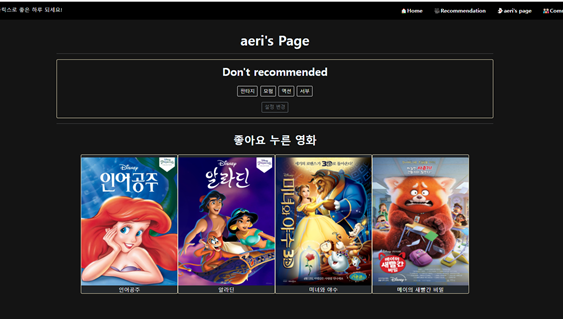 픽스로 좋은 하루 되세요!
Home
Recommendation
aeri's page
Com
aeri's Page
Don't recommended
판타지 모험 액션 서부
설정 변경
좋아요 누른 영화
Disney
인어공주
Disney
알라딘
미녀와 야수 3D
메이의 새빨간 비밀
인어공주
알라딘
미녀와 야수
메이의 새빨간 비밀